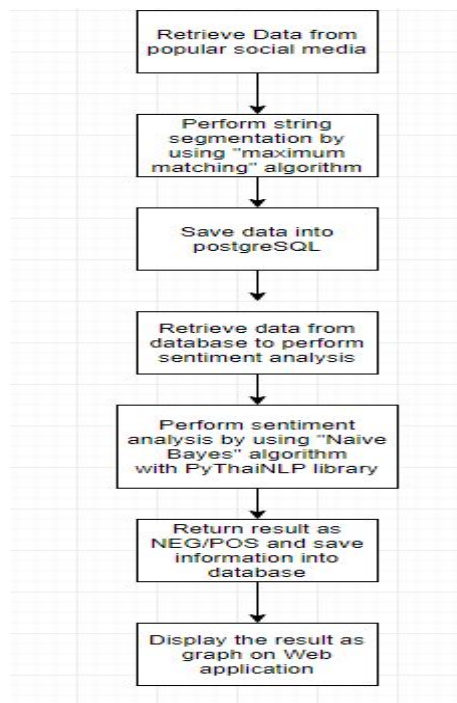 Retrieve Data from
popular social media
Perform string
segmentation by
using "maximum
matching" algorithm
Save data into
postgreSQL
Retrieve data from
database to perform
sentiment analysis
Perform sentiment
analysis by using "Naive
Bayes" algorithm
with PyThaiNLP library
Return result as
NEG/POS and save
information into
database
Display the result as
graph on Web
application